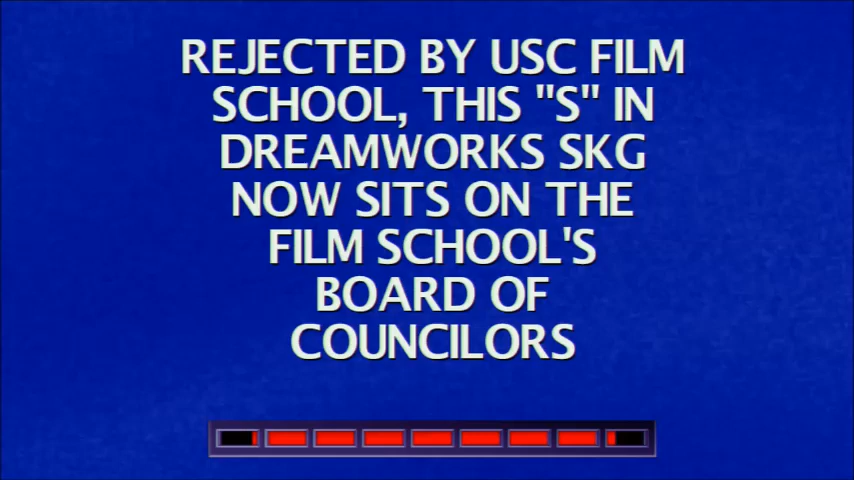 REJECTED BY USC FILM
SCHOOL, THIS "S" IN
DREAMWORKS SKG
NOW SITS ON THE
FILM SCHOOL'S
BOARD OF
COUNCILORS